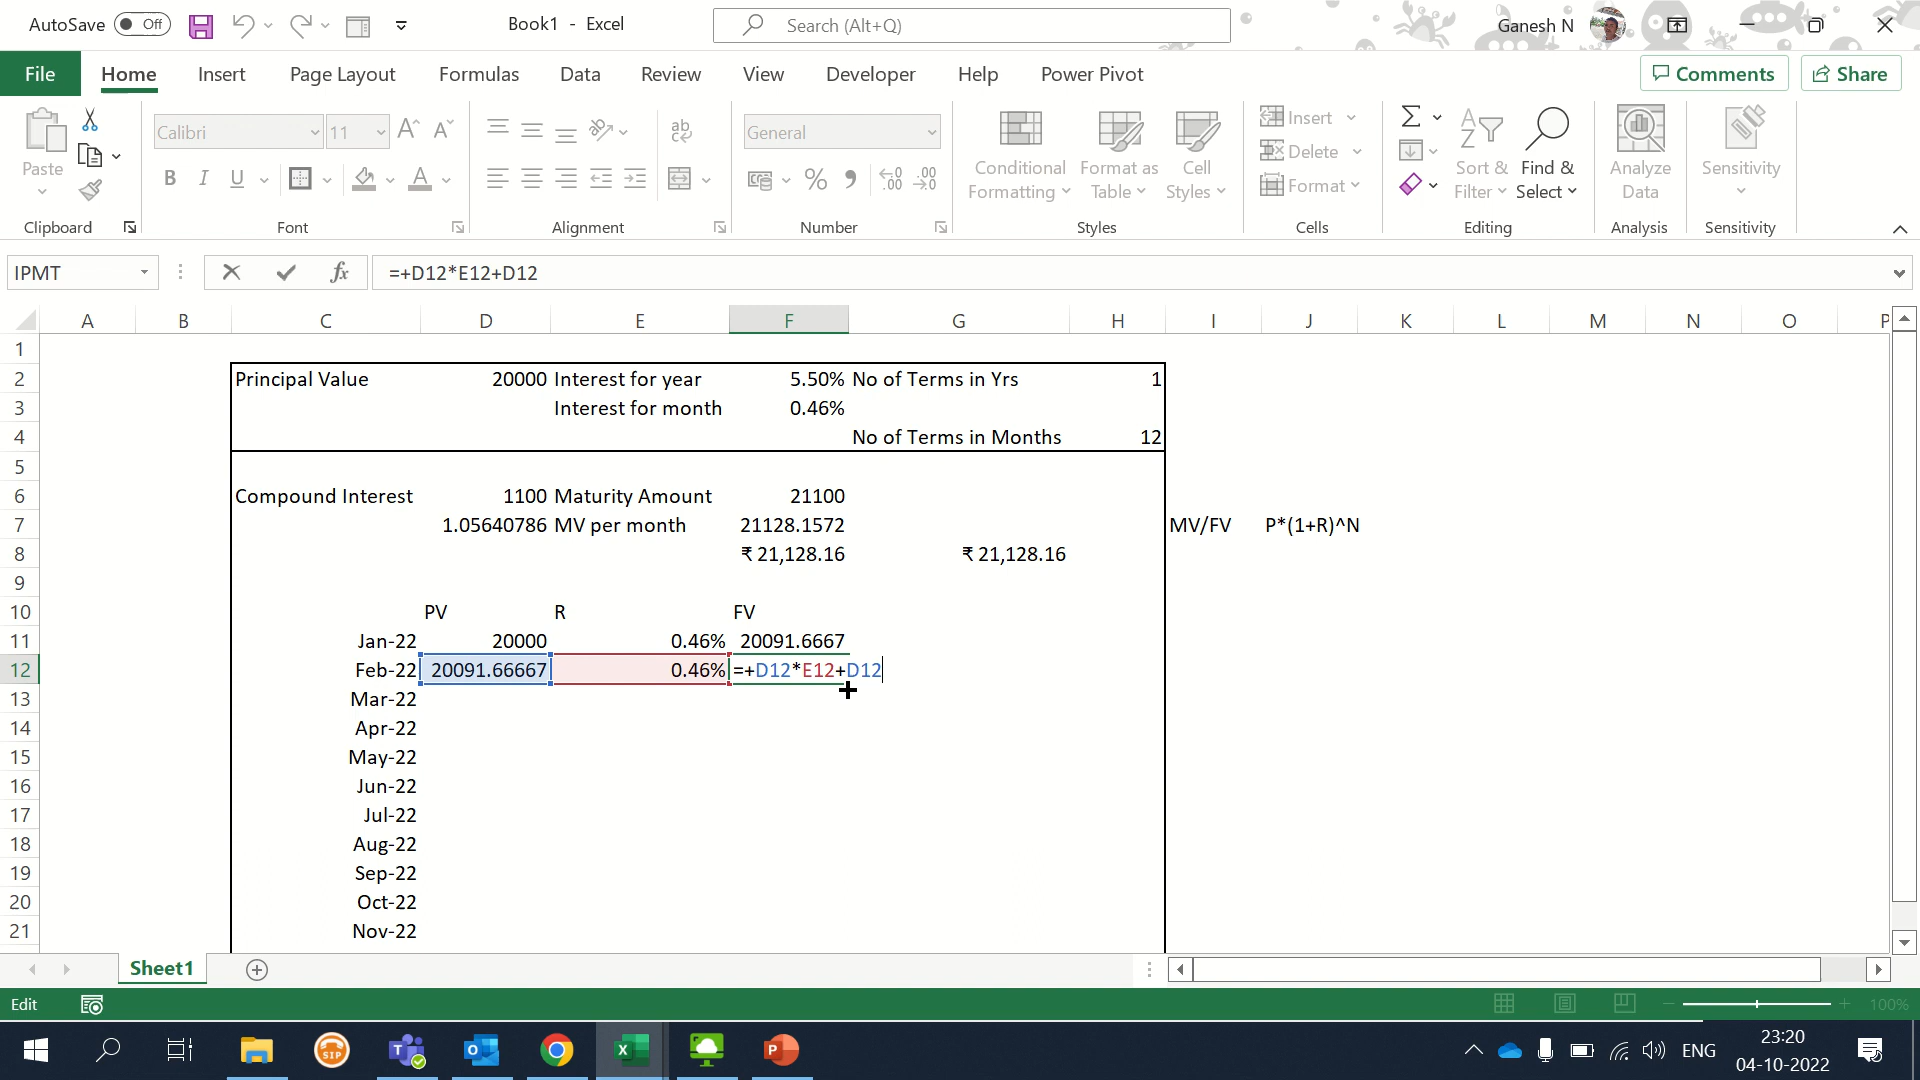 AutoSave Off Book1 - Excel Search (Alt+Q) Ganesh N
File Home Insert Page Layout Formulas Data Review View Developer Help Power Pivot Comments Share
Paste
Calibri 11
B I U
ab
General
Conditional Formatting
Format as Table
Cell Styles
Insert
Delete
Format
Sort & Filter
Find & Select
Analyze Data
Sensitivity
Clipboard Font Alignment Number Styles Cells Editing Analysis Sensitivity
IPMT fx =+D12*E12+D12
A B C D E F G H I J K L M N O P
1
2 Principal Value 20000 Interest for year 5.50% No of Terms in Yrs 1
3 Interest for month 0.46%
4 No of Terms in Months 12
5
6 Compound Interest 1100 Maturity Amount 21100
7 1.05640786 MV per month 21128.1572 MV/FV P*(1+R)^N
8 ₹ 21,128.16 ₹ 21,128.16
9
10 PV R FV
11 Jan-22 20000 0.46% 20091.6667
12 Feb-22 20091.66667 0.46% =+D12*E12+D12
13 Mar-22
14 Apr-22
15 May-22
16 Jun-22
17 Jul-22
18 Aug-22
19 Sep-22
20 Oct-22
21 Nov-22
Sheet1
Edit 100%
SIP ENG 23:20
04-10-2022